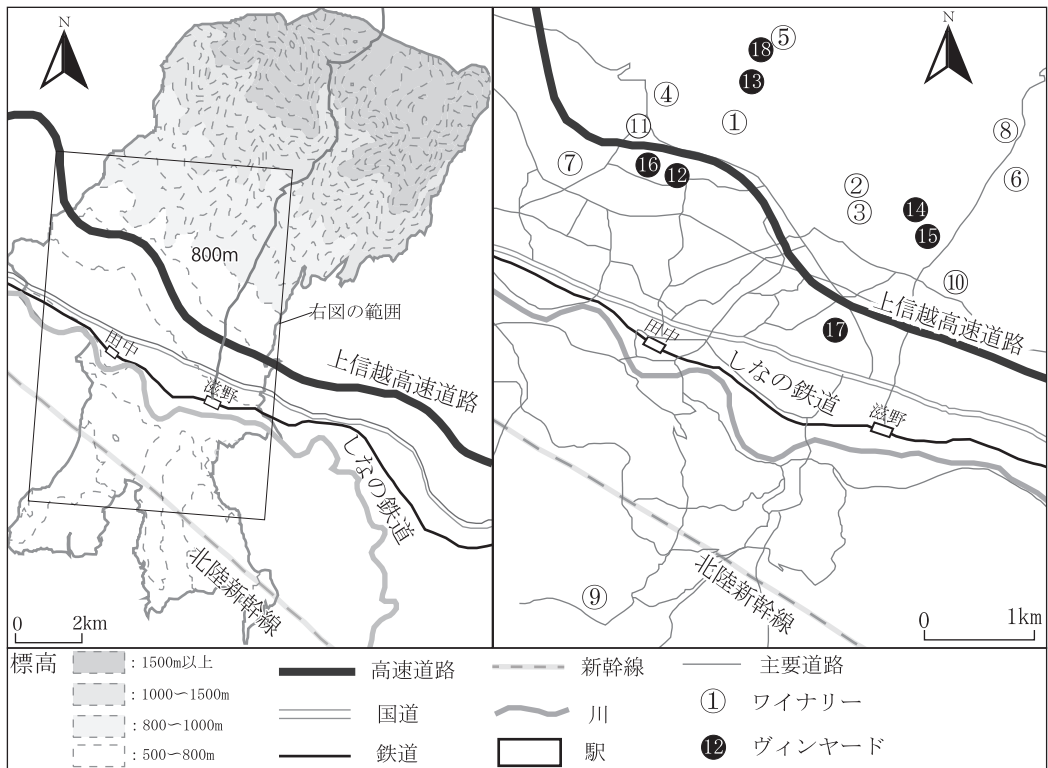 N
800m
右図の範囲
田中
滋野
上信越高速道路
しなの鉄道
北陸新幹線
0 2km
N
⑱
⑤
⑬
④
①
⑪
⑧
⑦
⑯
⑫
⑥
②
③
⑭
⑮
⑩
上信越高速道路
⑰
田中
しなの鉄道
滋野
北陸新幹線
⑨
0 1km
標高
：1500m以上
：1000〜1500m
：800〜1000m
：500〜800m
高速道路
国道
鉄道
新幹線
川
駅
主要道路
① ワイナリー
⑫ ヴィンヤード